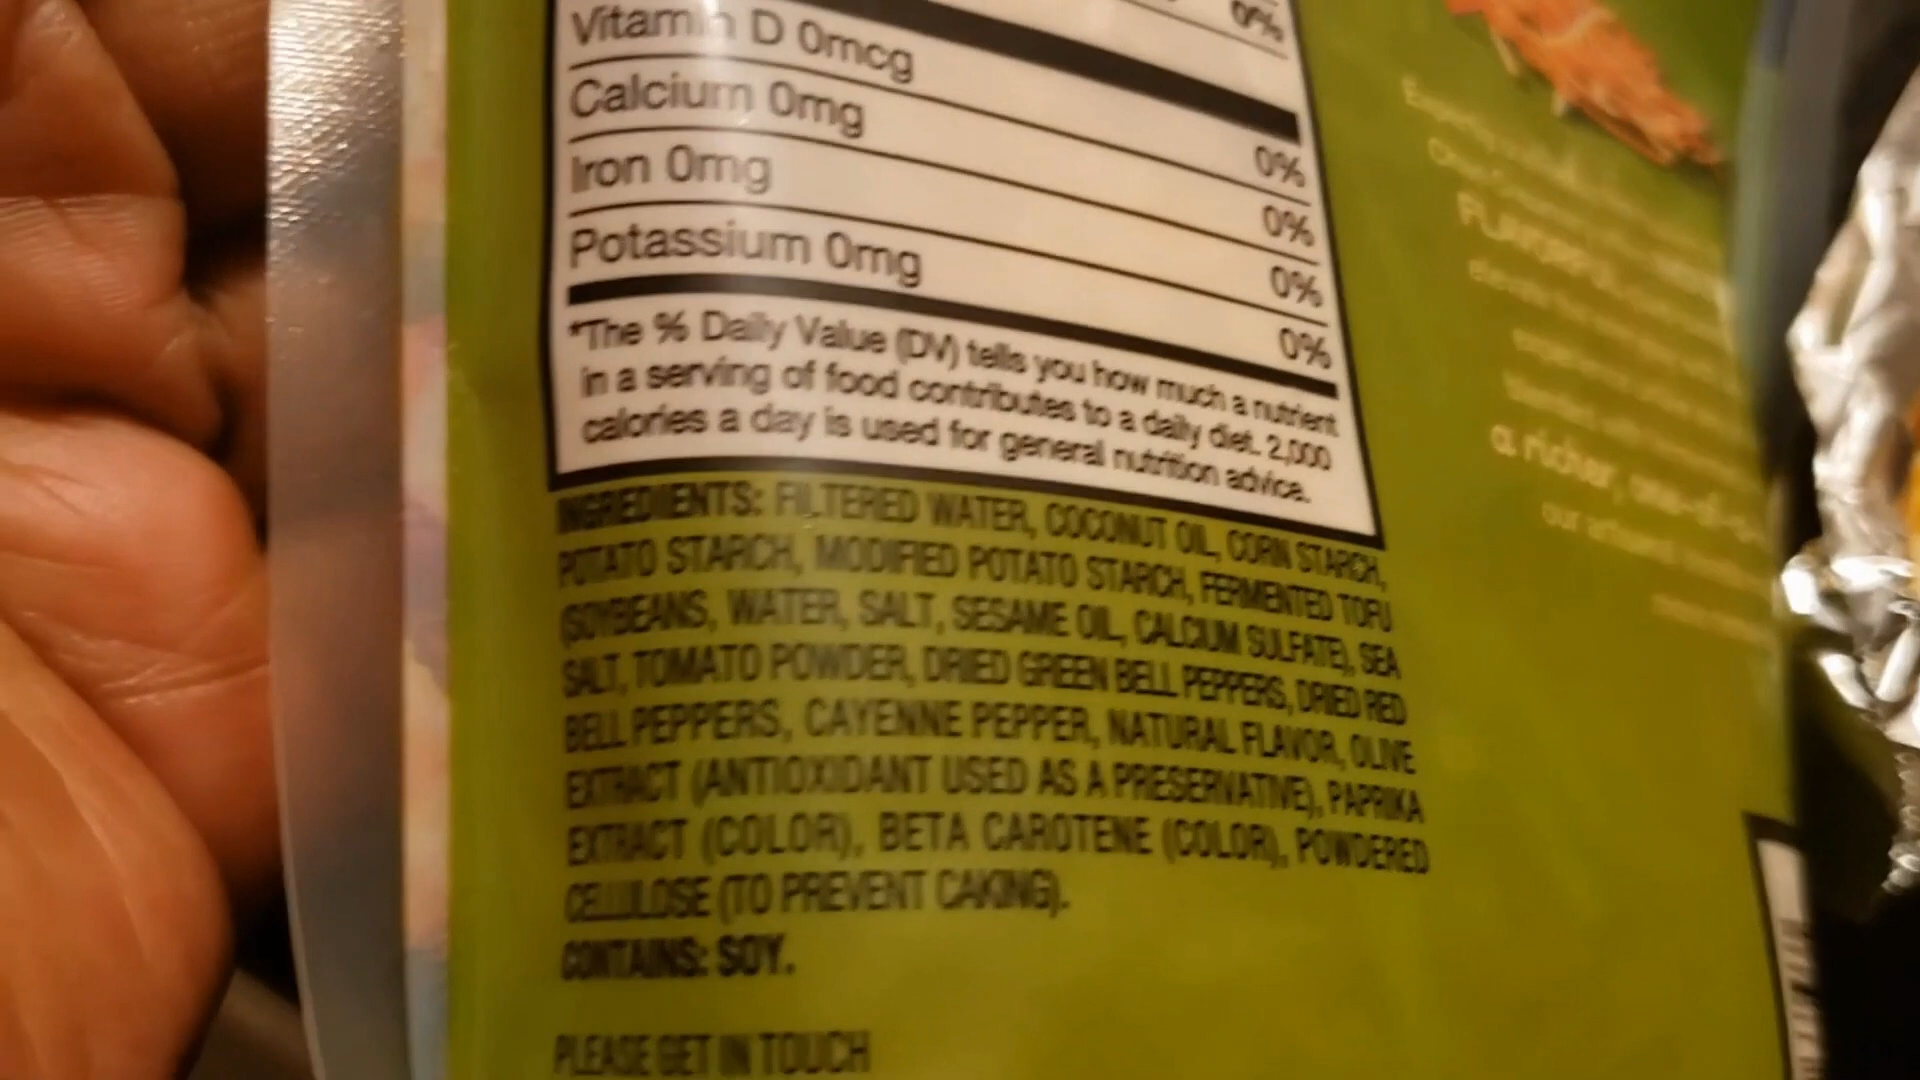 0%
Vitamin D 0mcg 0%
Calcium 0mg 0%
Iron 0mg 0%
Potassium 0mg 0%
*The % Daily Value (DV) tells you how much a nutrient
in a serving of food contributes to a daily diet. 2,000
calories a day is used for general nutrition advice.
INGREDIENTS: FILTERED WATER, COCONUT OIL, CORN STARCH,
POTATO STARCH, MODIFIED POTATO STARCH, FERMENTED TOFU
(SOYBEANS, WATER, SALT, SESAME OIL, CALCIUM SULFATE), SEA
SALT, TOMATO POWDER, DRIED GREEN BELL PEPPERS, DRIED RED
BELL PEPPERS, CAYENNE PEPPER, NATURAL FLAVOR, OLIVE
EXTRACT (ANTIOXIDANT USED AS A PRESERVATIVE), PAPRIKA
EXTRACT (COLOR), BETA CAROTENE (COLOR), POWDERED
CELLULOSE (TO PREVENT CAKING).
CONTAINS: SOY.
PLEASE GET IN TOUCH
a richer,
our